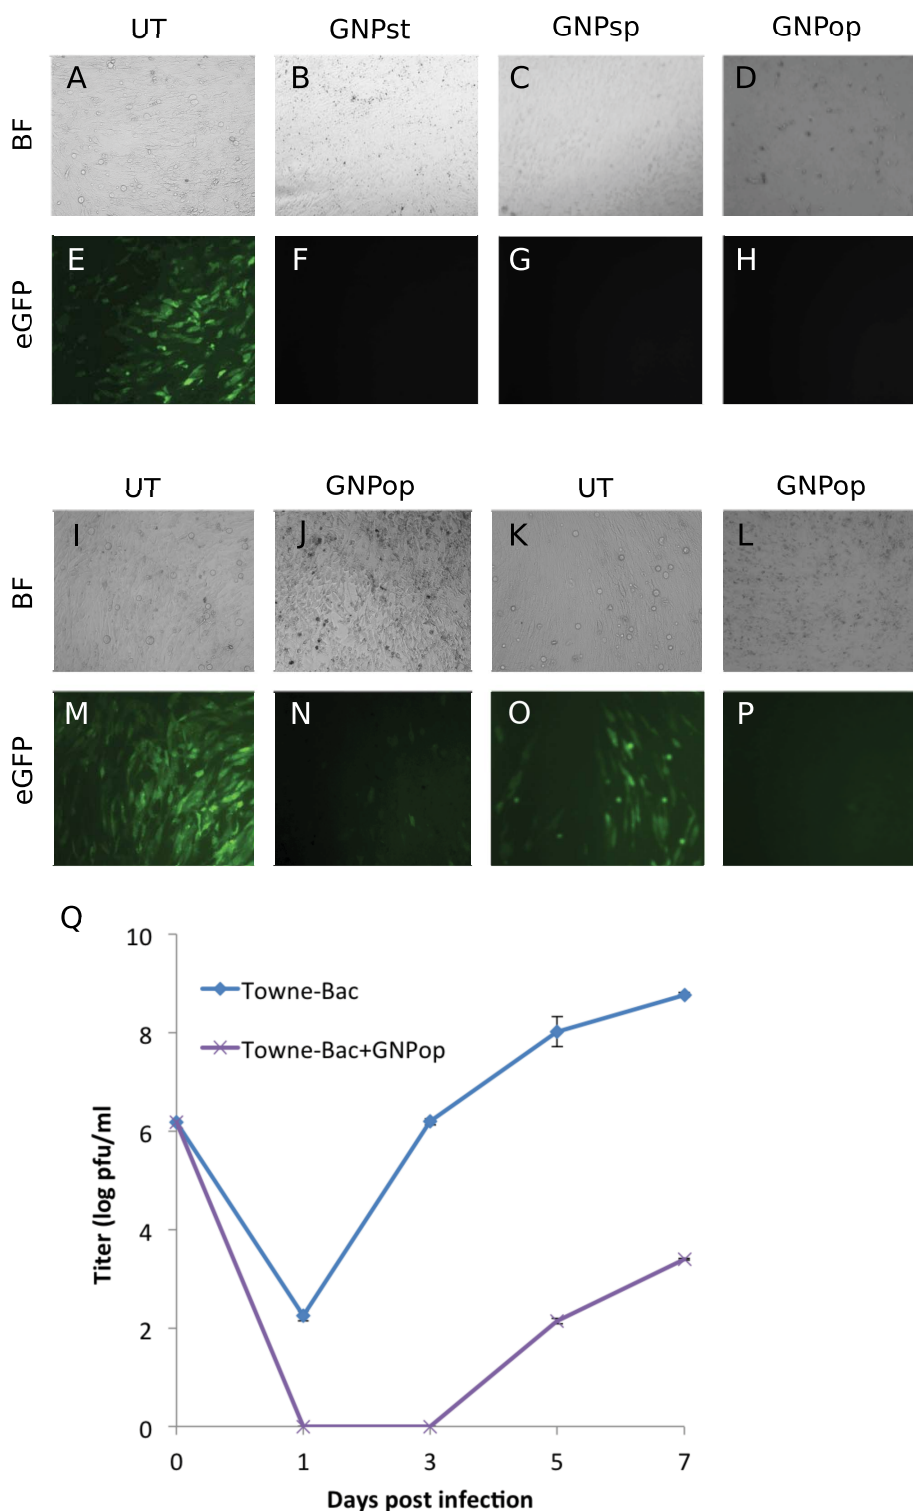 UT GNPst GNPsp GNPop
BF A B C D
eGFP E F G H
UT GNPop UT GNPop
BF I J K L
eGFP M N O P
Q
10
Towne-Bac
8
Towne-Bac+GNPop
6
4
2
0
Titer (log pfu/ml
0 1 3 5 7
Days post infection